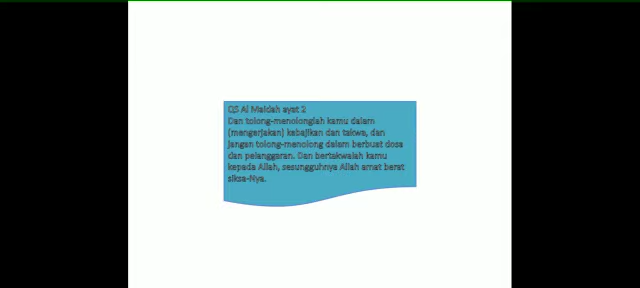 QS Al Maidah ayat 2
Dan tolong-menolonglah kamu dalam
(mengerjakan) kebajikan dan takwa, dan
jangan tolong-menolong dalam berbuat dosa
dan pelanggaran. Dan bertakwalah kamu
kepada Allah, sesungguhnya Allah amat berat
siksa-Nya.